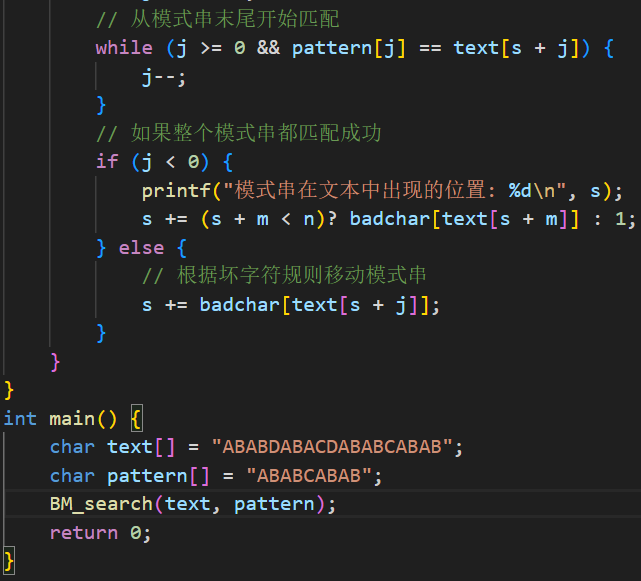 // 从模式串末尾开始匹配
while (j >= 0 && pattern[j] == text[s + j]) {
j--;
}
// 如果整个模式串都匹配成功
if (j < 0) {
printf("模式串在文本中出现的位置: %d\n", s);
s += (s + m < n)? badchar[text[s + m]] : 1;
} else {
// 根据坏字符规则移动模式串
s += badchar[text[s + j]];
}
}
}
int main() {
char text[] = "ABABDABACDABABCABAB";
char pattern[] = "ABABCABAB";
BM_search(text, pattern);
return 0;
}